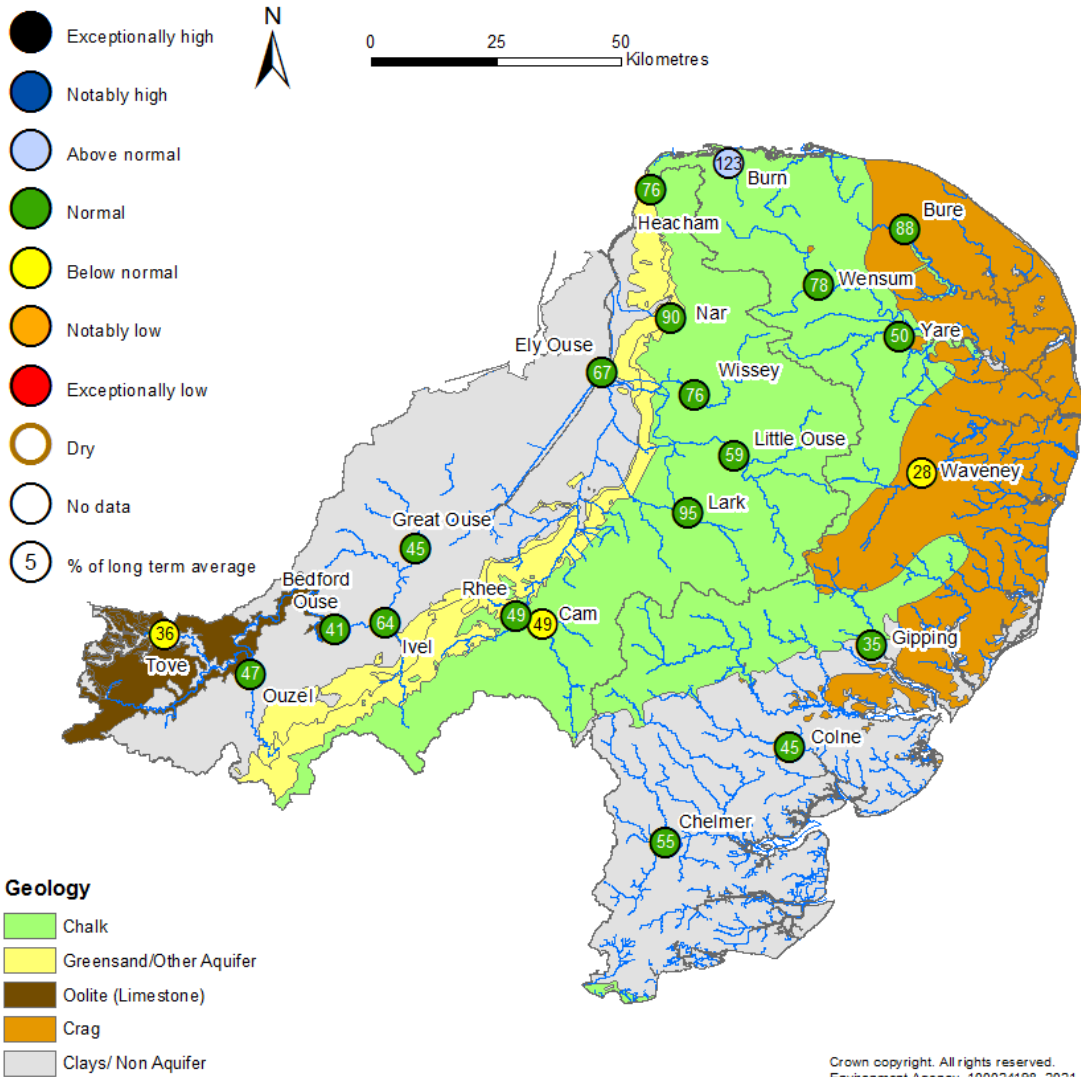 Exceptionally high
Notably high
Above normal
Normal
Below normal
Notably low
Exceptionally low
Dry
No data
5 % of long term average
N
0 25 50
Kilometres
123
Burn
76
Heacham
88
Bure
78
Wensum
90
Nar
50
Yare
Ely Ouse
67
Wissey
76
Little Ouse
59
28
Waveney
95
Lark
Great Ouse
45
Rhee
49
49
Cam
Bedford
Ouse
41
64
Ivel
36
Tove
47
Ouzel
35
Gipping
45
Colne
Chelmer
55
Geology
Chalk
Greensand/Other Aquifer
Oolite (Limestone)
Crag
Clays/ Non Aquifer
Crown copyright. All rights reserved.
Environment Agency, 100024198, 2021